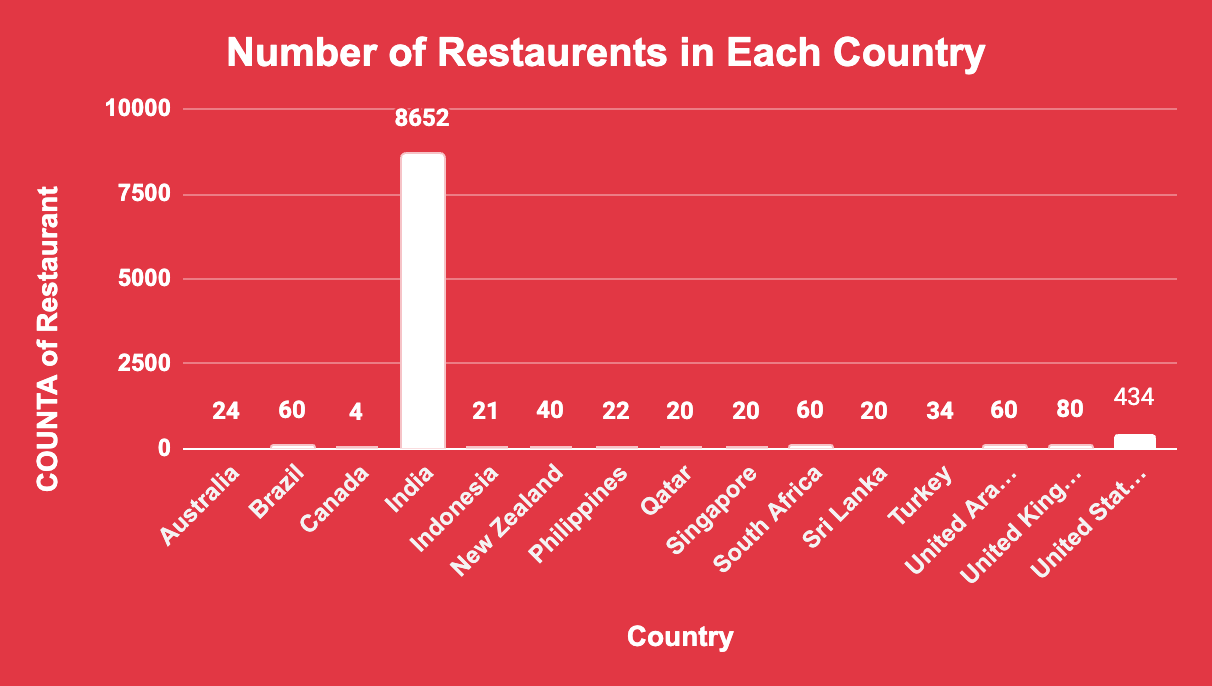 Number of Restaurents in Each Country
COUNTA of Restaurant
10000
7500
5000
2500
0
24
60
4
8652
21
40
22
20
20
60
20
34
60
80
434
Australia
Brazil
Canada
India
Indonesia
New Zealand
Philippines
Qatar
Singapore
South Africa
Sri Lanka
Turkey
United Ara…
United King…
United Stat…
Country